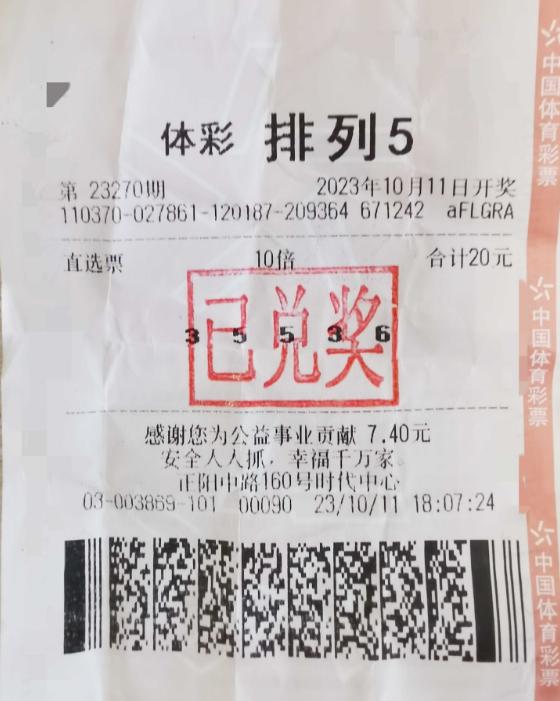 体彩 排列5
第 23270期 2023年10月11日开奖
110370-027861-120187-209364 671242 aFLGRA
直选票 10倍 合计20元
已兑奖
3 5 5 3 6
感谢您为公益事业贡献 7.40元
安全人人抓，幸福千万家。
正阳中路160号时代中心
03-003869-101 00090 23/10/11 18:07:24
中国体育彩票
中国体育彩票
中国体育彩票